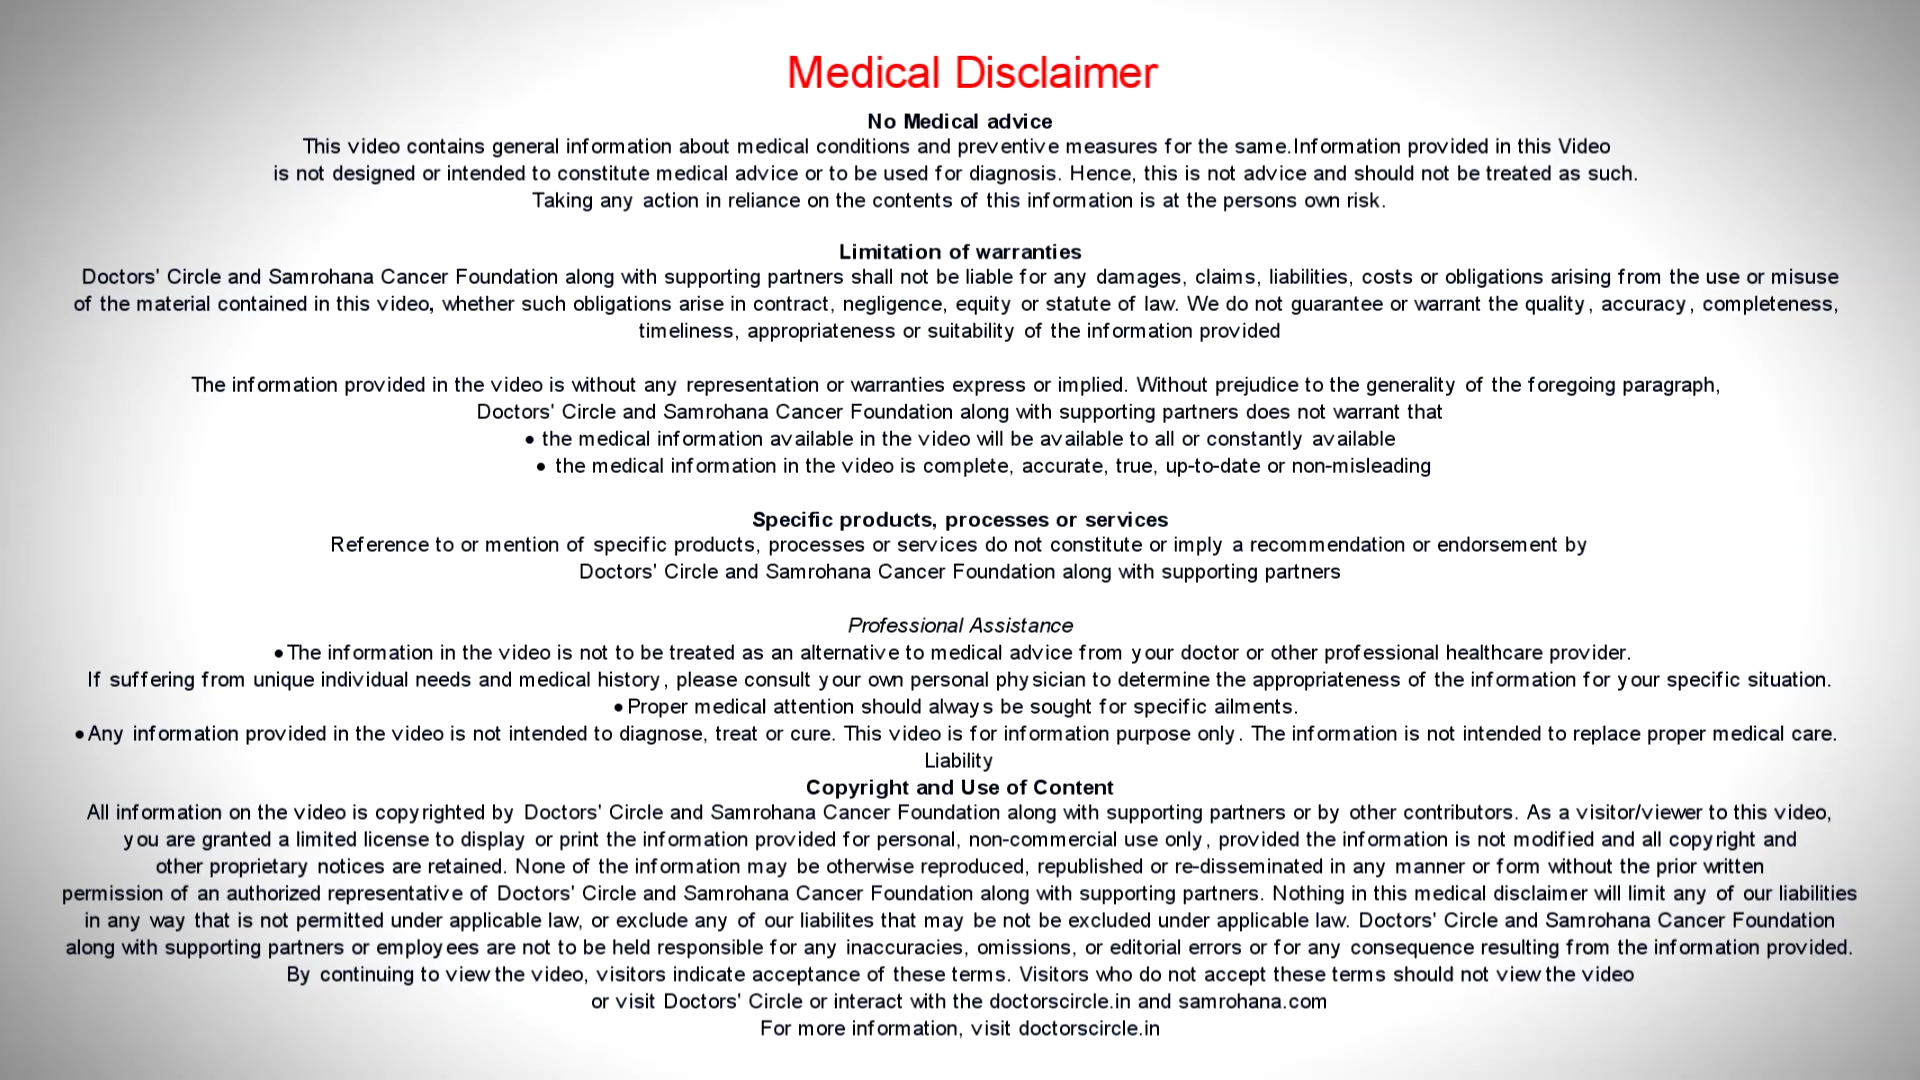 Medical Disclaimer
No Medical advice
This video contains general information about medical conditions and preventive measures for the same.Information provided in this Video
is not designed or intended to constitute medical advice or to be used for diagnosis. Hence, this is not advice and should not be treated as such.
Taking any action in reliance on the contents of this information is at the persons own risk.
Limitation of warranties
Doctors' Circle and Samrohana Cancer Foundation along with supporting partners shall not be liable for any damages, claims, liabilities, costs or obligations arising from the use or misuse
of the material contained in this video, whether such obligations arise in contract, negligence, equity or statute of law. We do not guarantee or warrant the quality, accuracy, completeness,
timeliness, appropriateness or suitability of the information provided
The information provided in the video is without any representation or warranties express or implied. Without prejudice to the generality of the foregoing paragraph,
Doctors' Circle and Samrohana Cancer Foundation along with supporting partners does not warrant that
• the medical information available in the video will be available to all or constantly available
• the medical information in the video is complete, accurate, true, up-to-date or non-misleading
Specific products, processes or services
Reference to or mention of specific products, processes or services do not constitute or imply a recommendation or endorsement by
Doctors' Circle and Samrohana Cancer Foundation along with supporting partners
Professional Assistance
•The information in the video is not to be treated as an alternative to medical advice from your doctor or other professional healthcare provider.
If suffering from unique individual needs and medical history, please consult your own personal physician to determine the appropriateness of the information for your specific situation.
•Proper medical attention should always be sought for specific ailments.
•Any information provided in the video is not intended to diagnose, treat or cure. This video is for information purpose only. The information is not intended to replace proper medical care.
Liability
Copyright and Use of Content
All information on the video is copyrighted by Doctors' Circle and Samrohana Cancer Foundation along with supporting partners or by other contributors. As a visitor/viewer to this video,
you are granted a limited license to display or print the information provided for personal, non-commercial use only, provided the information is not modified and all copyright and
other proprietary notices are retained. None of the information may be otherwise reproduced, republished or re-disseminated in any manner or form without the prior written
permission of an authorized representative of Doctors' Circle and Samrohana Cancer Foundation along with supporting partners. Nothing in this medical disclaimer will limit any of our liabilities
in any way that is not permitted under applicable law, or exclude any of our liabilites that may be not be excluded under applicable law. Doctors' Circle and Samrohana Cancer Foundation
along with supporting partners or employees are not to be held responsible for any inaccuracies, omissions, or editorial errors or for any consequence resulting from the information provided.
By continuing to view the video, visitors indicate acceptance of these terms. Visitors who do not accept these terms should not view the video
or visit Doctors' Circle or interact with the doctorscircle.in and samrohana.com
For more information, visit doctorscircle.in